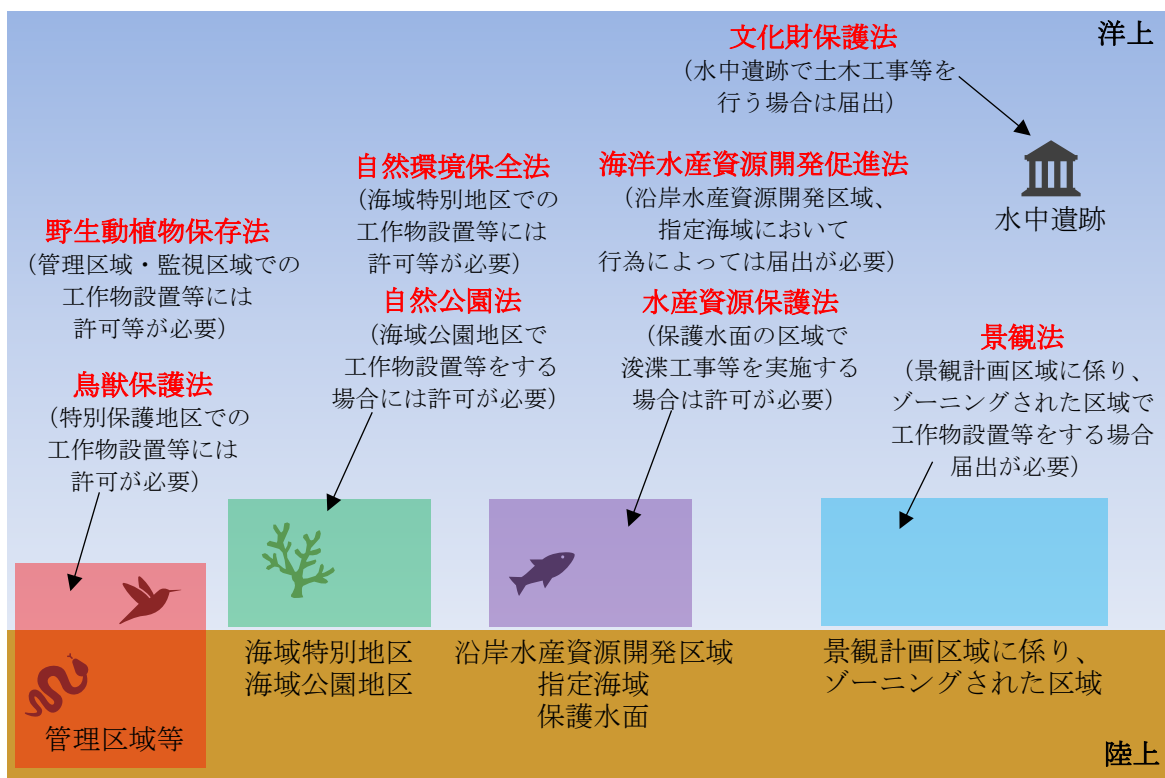 洋上
文化財保護法
（水中遺跡で土木工事等を
行う場合は届出）
水中遺跡
自然環境保全法
（海域特別地区での
工作物設置等には
許可等が必要）
海洋水産資源開発促進法
（沿岸水産資源開発区域、
指定海域において
行為によっては届出が必要）
野生動植物保存法
（管理区域・監視区域での
工作物設置等には
許可等が必要）
自然公園法
（海域公園地区で
工作物設置等をする
場合には許可が必要）
水産資源保護法
（保護水面の区域で
浚渫工事等を実施する
場合は許可が必要）
景観法
（景観計画区域に係り、
ゾーニングされた区域で
工作物設置等をする場合
届出が必要）
鳥獣保護法
（特別保護地区での
工作物設置等には
許可が必要）
管理区域等
海域特別地区
海域公園地区
沿岸水産資源開発区域
指定海域
保護水面
景観計画区域に係り、
ゾーニングされた区域
陸上